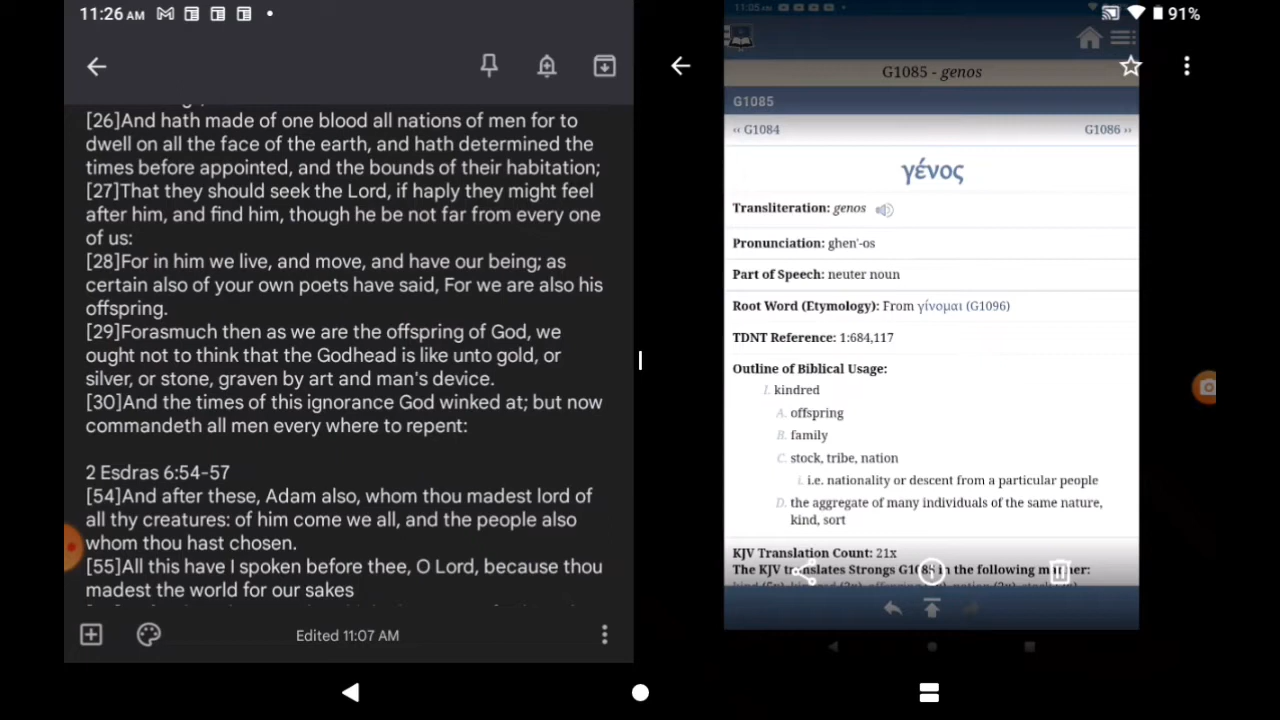 11:26 AM
[26]And hath made of one blood all nations of men for to
dwell on all the face of the earth, and hath determined the
times before appointed, and the bounds of their habitation;
[27]That they should seek the Lord, if haply they might feel
after him, and find him, though he be not far from every one
of us:
[28]For in him we live, and move, and have our being; as
certain also of your own poets have said, For we are also his
offspring.
[29]Forasmuch then as we are the offspring of God, we
ought not to think that the Godhead is like unto gold, or
silver, or stone, graven by art and man's device.
[30]And the times of this ignorance God winked at; but now
commandeth all men every where to repent:
2 Esdras 6:54-57
[54]And after these, Adam also, whom thou madest lord of
all thy creatures: of him come we all, and the people also
whom thou hast chosen.
[55]All this have I spoken before thee, O Lord, because thou
madest the world for our sakes
Edited 11:07 AM
11:05 AM
91%
G1085 - genos
G1085
‹‹ G1084
G1086 ››
γένος
Transliteration: genos
Pronunciation: ghen'-os
Part of Speech: neuter noun
Root Word (Etymology): From γίνομαι (G1096)
TDNT Reference: 1:684,117
Outline of Biblical Usage:
I. kindred
A. offspring
B. family
C. stock, tribe, nation
i. i.e. nationality or descent from a particular people
D. the aggregate of many individuals of the same nature,
kind, sort
KJV Translation Count: 21x
The KJV translates Strongs G1085 in the following manner: